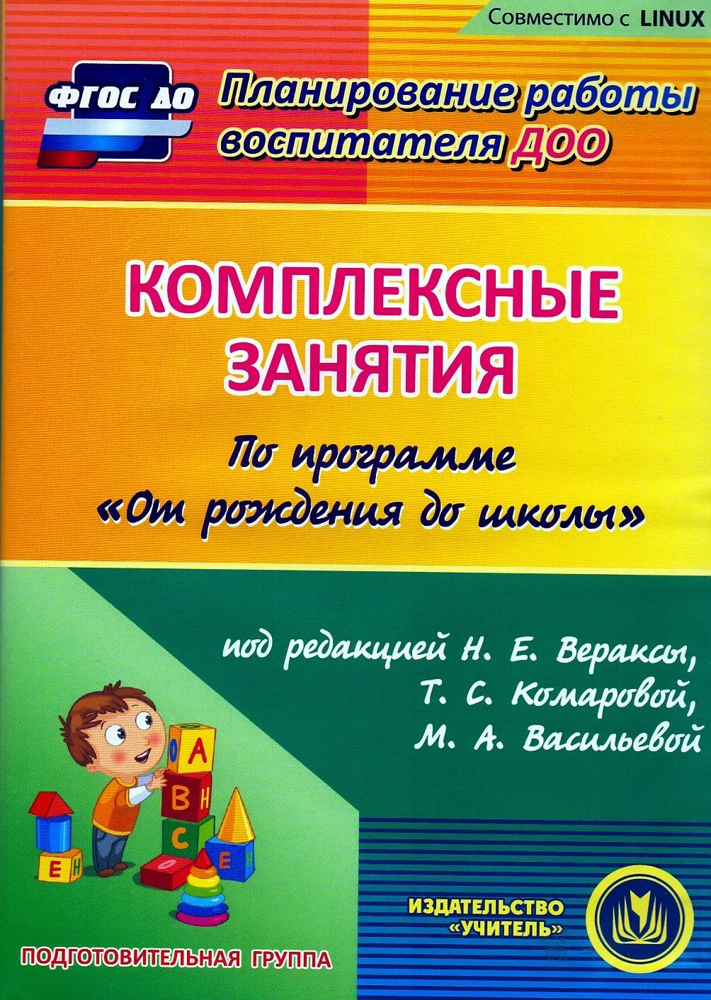 Совместимо с LINUX
ФГОС ДО
Планирование работы
воспитателя ДОО
КОМПЛЕКСНЫЕ
ЗАНЯТИЯ
По программе
«От рождения до школы»
под редакцией Н. Е. Вераксы,
Т. С. Комаровой,
М. А. Васильевой
О А
В Н
С
О
Е Н
Е Н
ИЗДАТЕЛЬСТВО
«УЧИТЕЛЬ»
ПОДГОТОВИТЕЛЬНАЯ ГРУППА